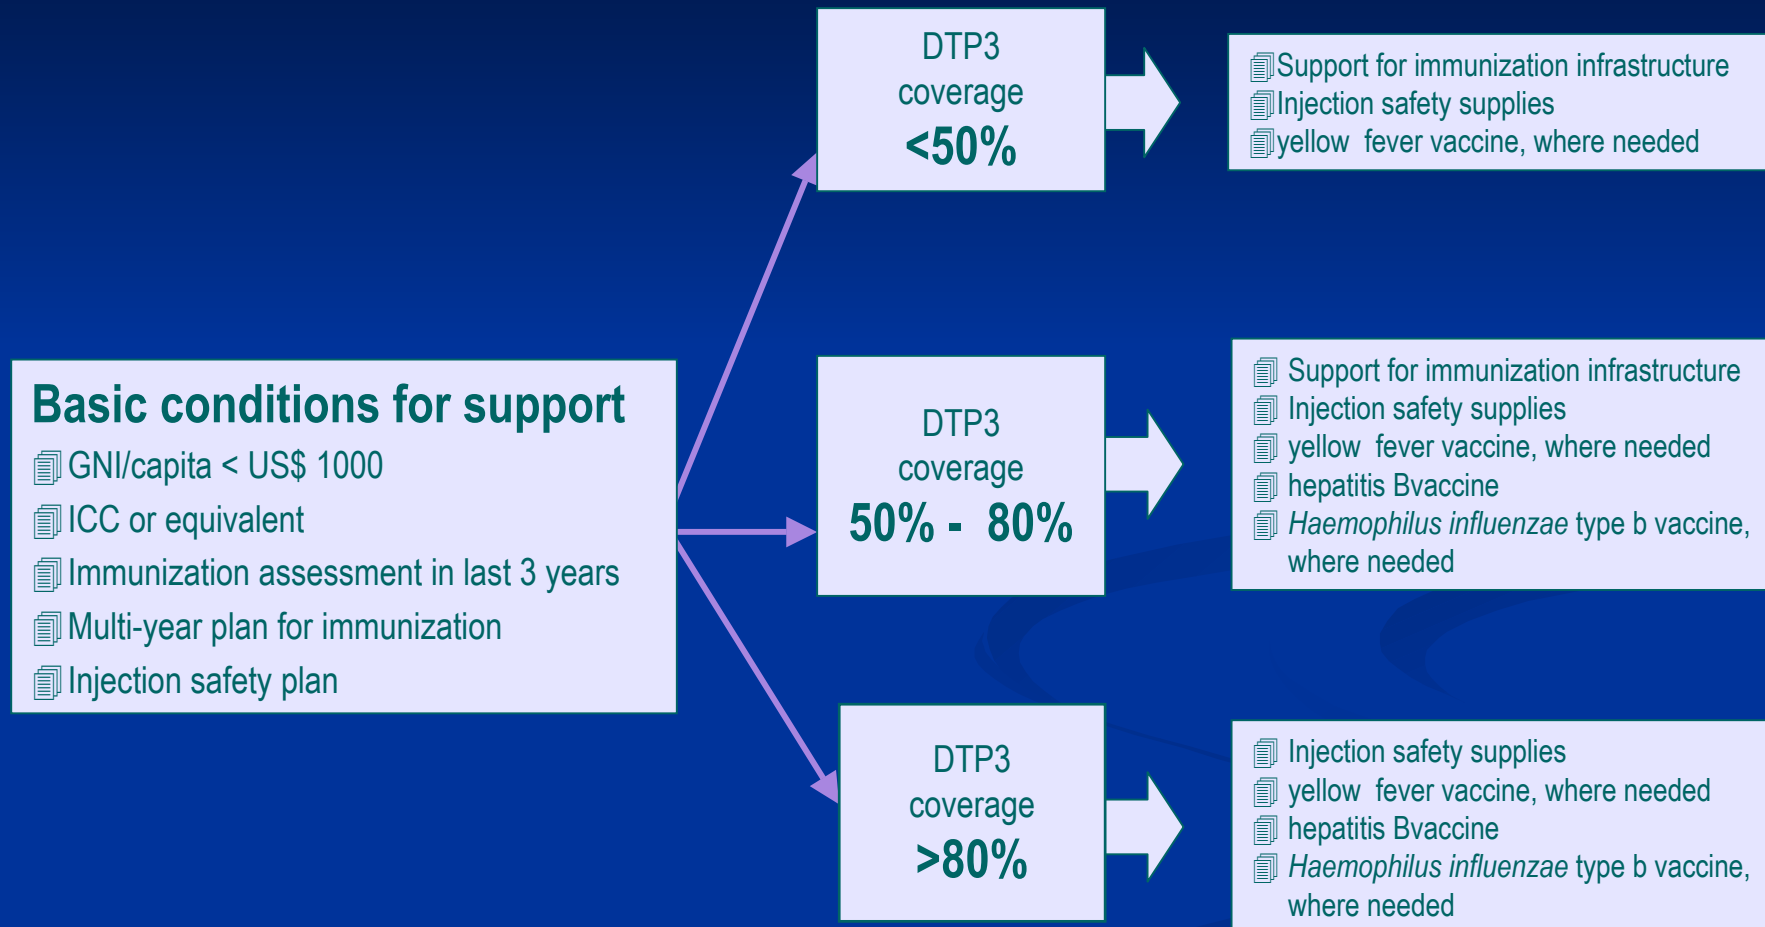 Basic conditions for support
GNI/capita < US$ 1000
ICC or equivalent
Immunization assessment in last 3 years
Multi-year plan for immunization
Injection safety plan
DTP3
coverage
<50%
Support for immunization infrastructure
Injection safety supplies
yellow fever vaccine, where needed
DTP3
coverage
50% - 80%
Support for immunization infrastructure
Injection safety supplies
yellow fever vaccine, where needed
hepatitis Bvaccine
Haemophilus influenzae type b vaccine,
where needed
DTP3
coverage
>80%
Injection safety supplies
yellow fever vaccine, where needed
hepatitis Bvaccine
Haemophilus influenzae type b vaccine,
where needed